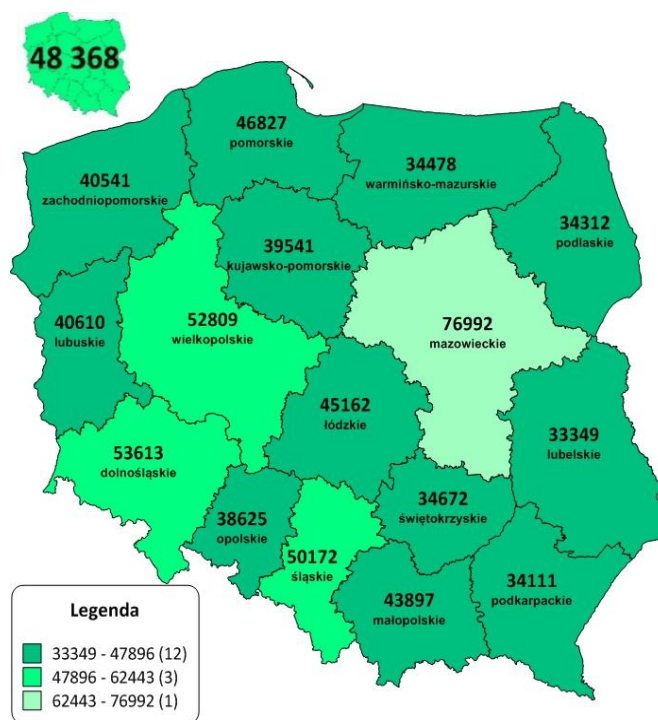 48 368
46827
pomorskie
34478
warmińsko-mazurskie
40541
zachodniopomorskie
34312
podlaskie
39541
kujawsko-pomorskie
40610
lubuskie
52809
wielkopolskie
76992
mazowieckie
45162
łódzkie
33349
lubelskie
53613
dolnośląskie
38625
opolskie
34672
świętokrzyskie
50172
śląskie
43897
małopolskie
34111
podkarpackie
Legenda
33349 - 47896 (12)
47896 - 62443 (3)
62443 - 76992 (1)